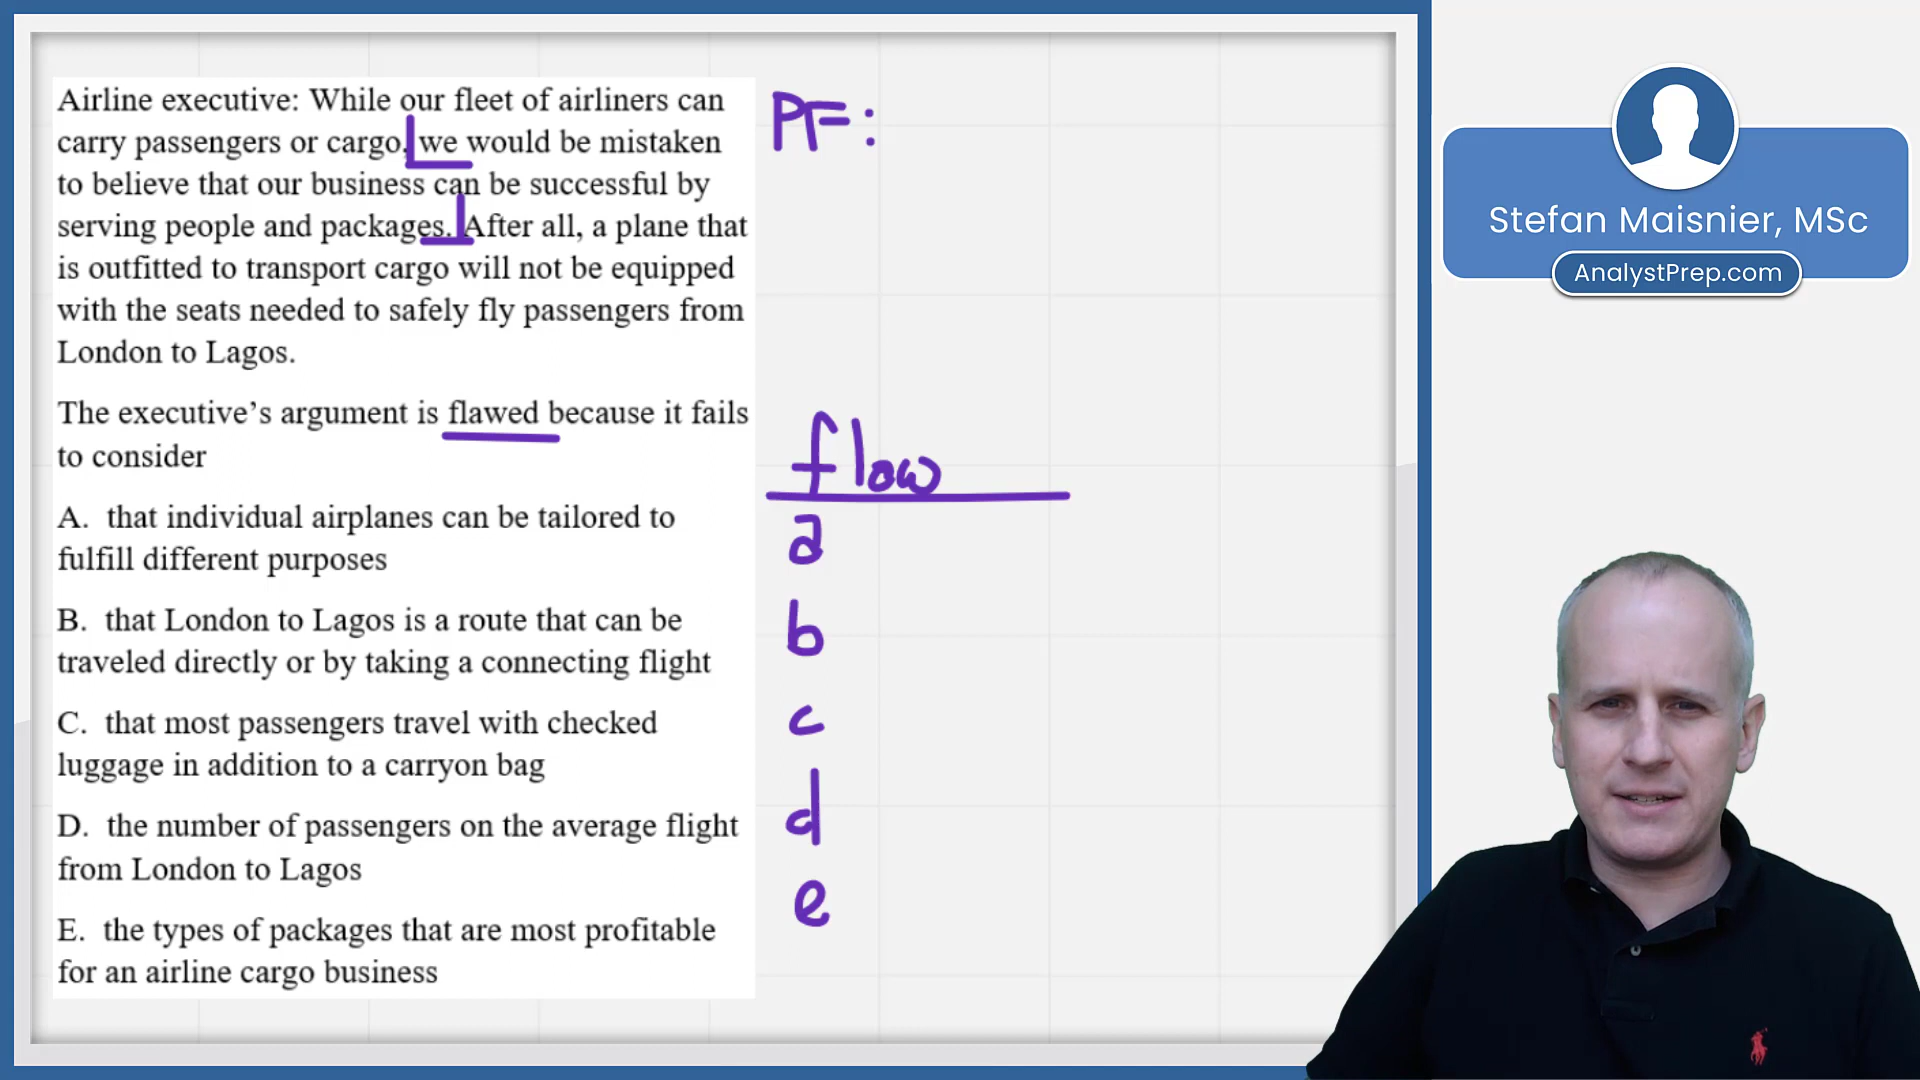 Airline executive: While our fleet of airliners can
carry passengers or cargo, we would be mistaken
to believe that our business can be successful by
serving people and packages. After all, a plane that
is outfitted to transport cargo will not be equipped
with the seats needed to safely fly passengers from
London to Lagos.
The executive’s argument is flawed because it fails
to consider
A. that individual airplanes can be tailored to
fulfill different purposes
B. that London to Lagos is a route that can be
traveled directly or by taking a connecting flight
C. that most passengers travel with checked
luggage in addition to a carryon bag
D. the number of passengers on the average flight
from London to Lagos
E. the types of packages that are most profitable
for an airline cargo business
PF:
flaw
a
b
c
d
e
Stefan Maisnier, MSc
AnalystPrep.com